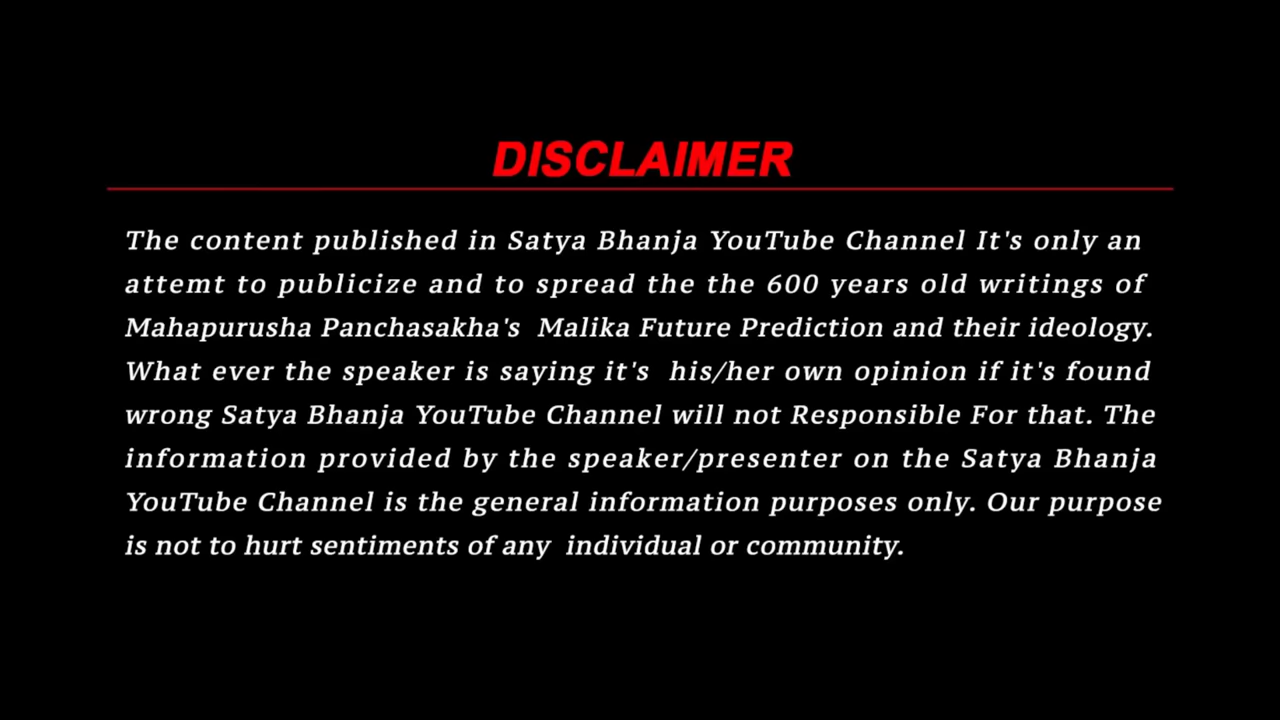 DISCLAIMER
The content published in Satya Bhanja YouTube Channel It's only an
attemt to publicize and to spread the the 600 years old writings of
Mahapurusha Panchasakha's Malika Future Prediction and their ideology.
What ever the speaker is saying it's his/her own opinion if it's found
wrong Satya Bhanja YouTube Channel will not Responsible For that. The
information provided by the speaker/presenter on the Satya Bhanja
YouTube Channel is the general information purposes only. Our purpose
is not to hurt sentiments of any individual or community.